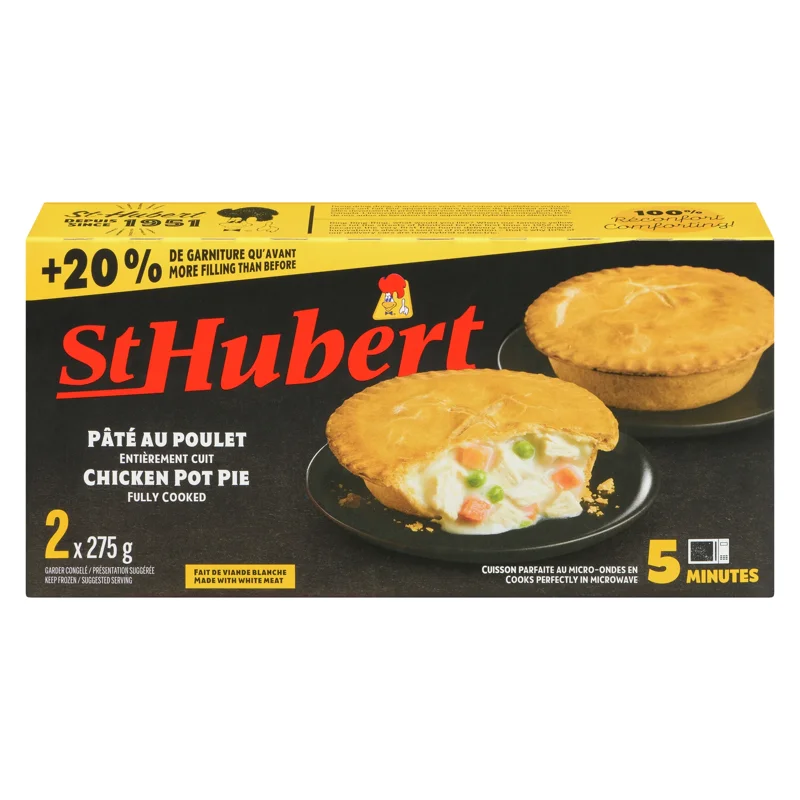 St-Hubert
DEPUIS
SINCE 1951
100%
Réconfort
Comforting!
+20% DE GARNITURE QU'AVANT
MORE FILLING THAN BEFORE
St Hubert
PÂTÉ AU POULET
ENTIÈREMENT CUIT
CHICKEN POT PIE
FULLY COOKED
2 x 275 g
GARDER CONGELÉ / PRÉSENTATION SUGGÉRÉE
KEEP FROZEN / SUGGESTED SERVING
FAIT DE VIANDE BLANCHE
MADE WITH WHITE MEAT
CUISSON PARFAITE AU MICRO-ONDES EN
COOKS PERFECTLY IN MICROWAVE
5 MINUTES